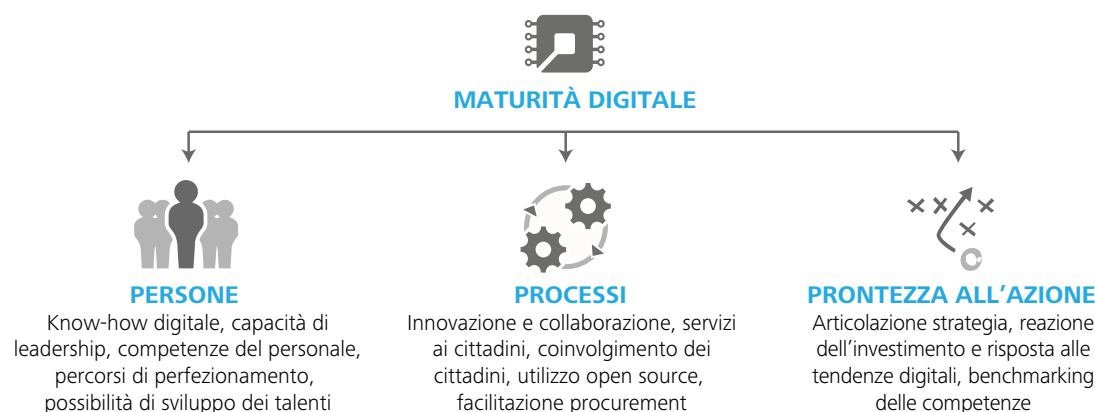 MATURITÀ DIGITALE
PERSONE
Know-how digitale, capacità di
leadership, competenze del personale,
percorsi di perfezionamento,
possibilità di sviluppo dei talenti
PROCESSI
Innovazione e collaborazione, servizi
ai cittadini, coinvolgimento dei
cittadini, utilizzo open source,
facilitazione procurement
PRONTEZZA ALL’AZIONE
Articolazione strategia, reazione
dell’investimento e risposta alle
tendenze digitali, benchmarking
delle competenze